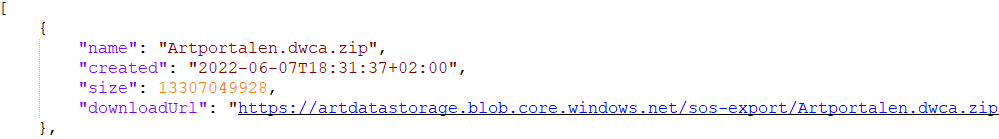 [
{
"name": "Artportalen.dwca.zip",
"created": "2022-06-07T18:31:37+02:00",
"size": 13307049928,
"downloadUrl": "https://artdatastorage.blob.core.windows.net/sos-export/Artportalen.dwca.zip
},